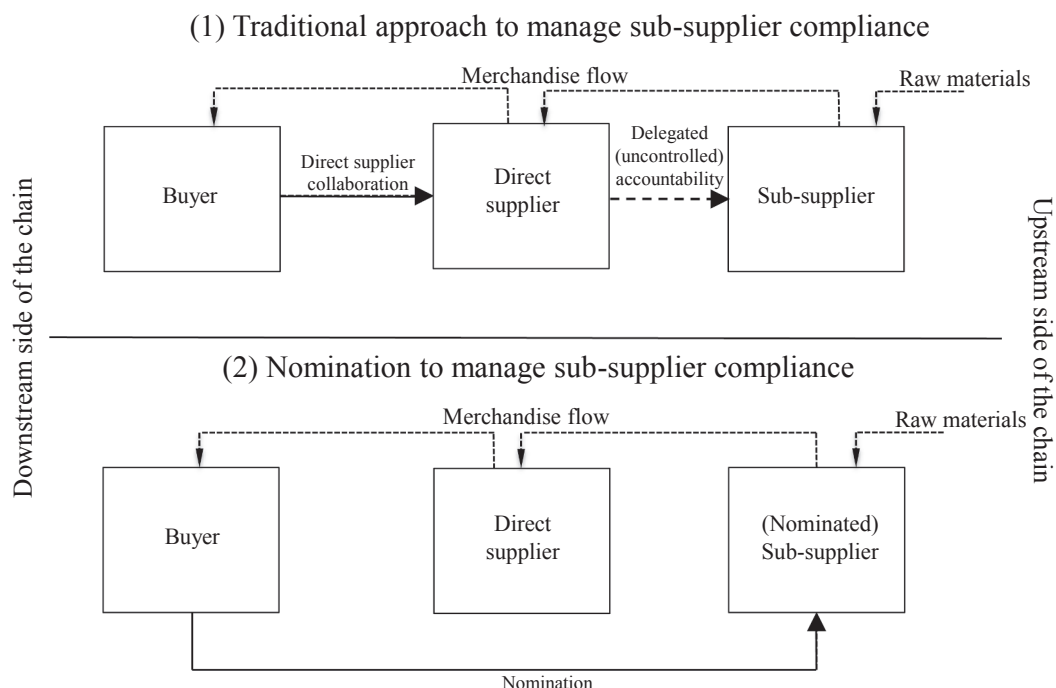 (1) Traditional approach to manage sub-supplier compliance
Merchandise flow
Raw materials
Buyer
Direct supplier
collaboration
Direct
supplier
Delegated
(uncontrolled)
accountability
Sub-supplier
Downstream side of the chain
Upstream side of the chain
(2) Nomination to manage sub-supplier compliance
Merchandise flow
Raw materials
Buyer
Direct
supplier
(Nominated)
Sub-supplier
Nomination